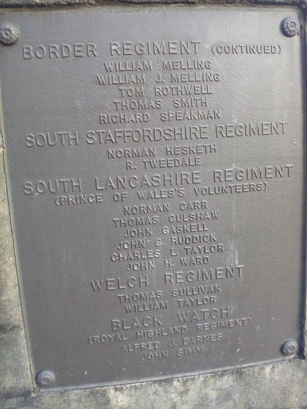 BORDER REGIMENT (CONTINUED)
WILLIAM MELLING
WILLIAM J. MELLING
TOM ROTHWELL
THOMAS SMITH
RICHARD SPEAKMAN
SOUTH STAFFORDSHIRE REGIMENT
NORMAN HESKETH
R. TWEEDALE
SOUTH LANCASHIRE REGIMENT
(PRINCE OF WALES'S VOLUNTEERS)
NORMAN CARR
THOMAS CULSHAW
JOHN GASKELL
JOHN G. RUDDICK
CHARLES L. TAYLOR
JOHN H. WARD
WELCH REGIMENT
THOMAS SULLIVAN
WILLIAM TAYLOR
BLACK WATCH
(ROYAL HIGHLAND REGIMENT)
ALFRED J. EARNES
JOHN